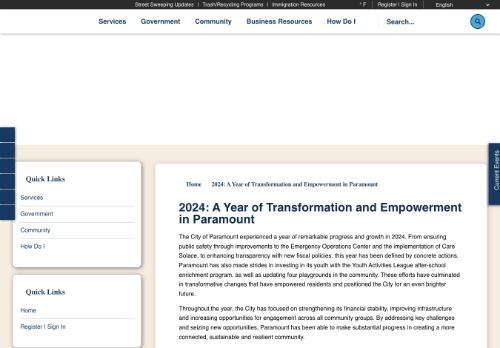 Street Sweeping Updates | Trash/Recycling Programs | Immigration Resources ° F Register | Sign In English
Services Government Community Business Resources How Do I Search...
Current Events
Quick Links
Services
Government
Community
How Do I
Quick Links
Home
Register | Sign In
Home 2024: A Year of Transformation and Empowerment in Paramount
2024: A Year of Transformation and Empowerment
in Paramount
The City of Paramount experienced a year of remarkable progress and growth in 2024. From ensuring
public safety through improvements to the Emergency Operations Center and the implementation of Care
Solace, to enhancing transparency with new fiscal policies, this year has been defined by concrete actions.
Paramount has also made strides in investing in its youth with the Youth Activities League after-school
enrichment program, as well as updating four playgrounds in the community. These efforts have culminated
in transformative changes that have empowered residents and positioned the City for an even brighter
future.
Throughout the year, the City has focused on strengthening its financial stability, improving infrastructure
and increasing opportunities for engagement across all community groups. By addressing key challenges
and seizing new opportunities, Paramount has been able to make substantial progress in creating a more
connected, sustainable and resilient community.